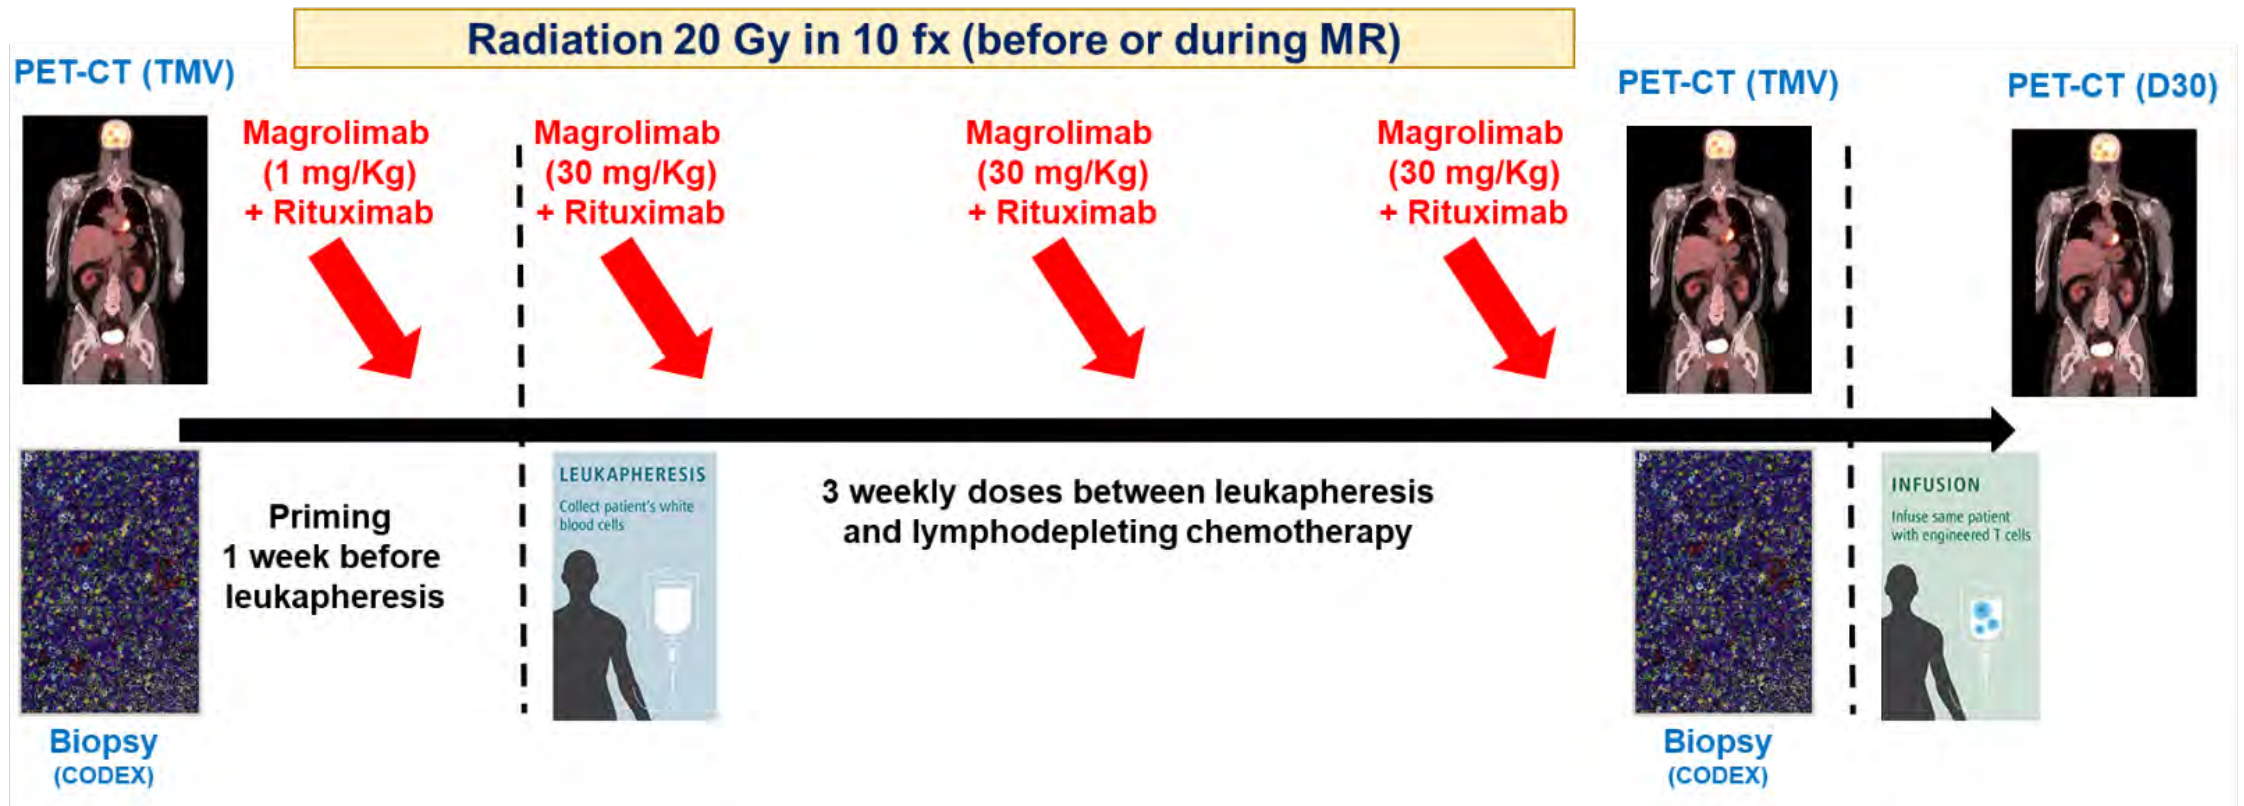 Radiation 20 Gy in 10 fx (before or during MR)
PET-CT (TMV)
PET-CT (TMV)
PET-CT (D30)
Magrolimab
(1 mg/Kg)
+ Rituximab
Magrolimab
(30 mg/Kg)
+ Rituximab
Magrolimab
(30 mg/Kg)
+ Rituximab
Magrolimab
(30 mg/Kg)
+ Rituximab
b
Priming
1 week before
leukapheresis
LEUKAPHERESIS
Collect patient's white
blood cells
3 weekly doses between leukapheresis
and lymphodepleting chemotherapy
b
INFUSION
Infuse same patient
with engineered T cells
Biopsy
(CODEX)
Biopsy
(CODEX)